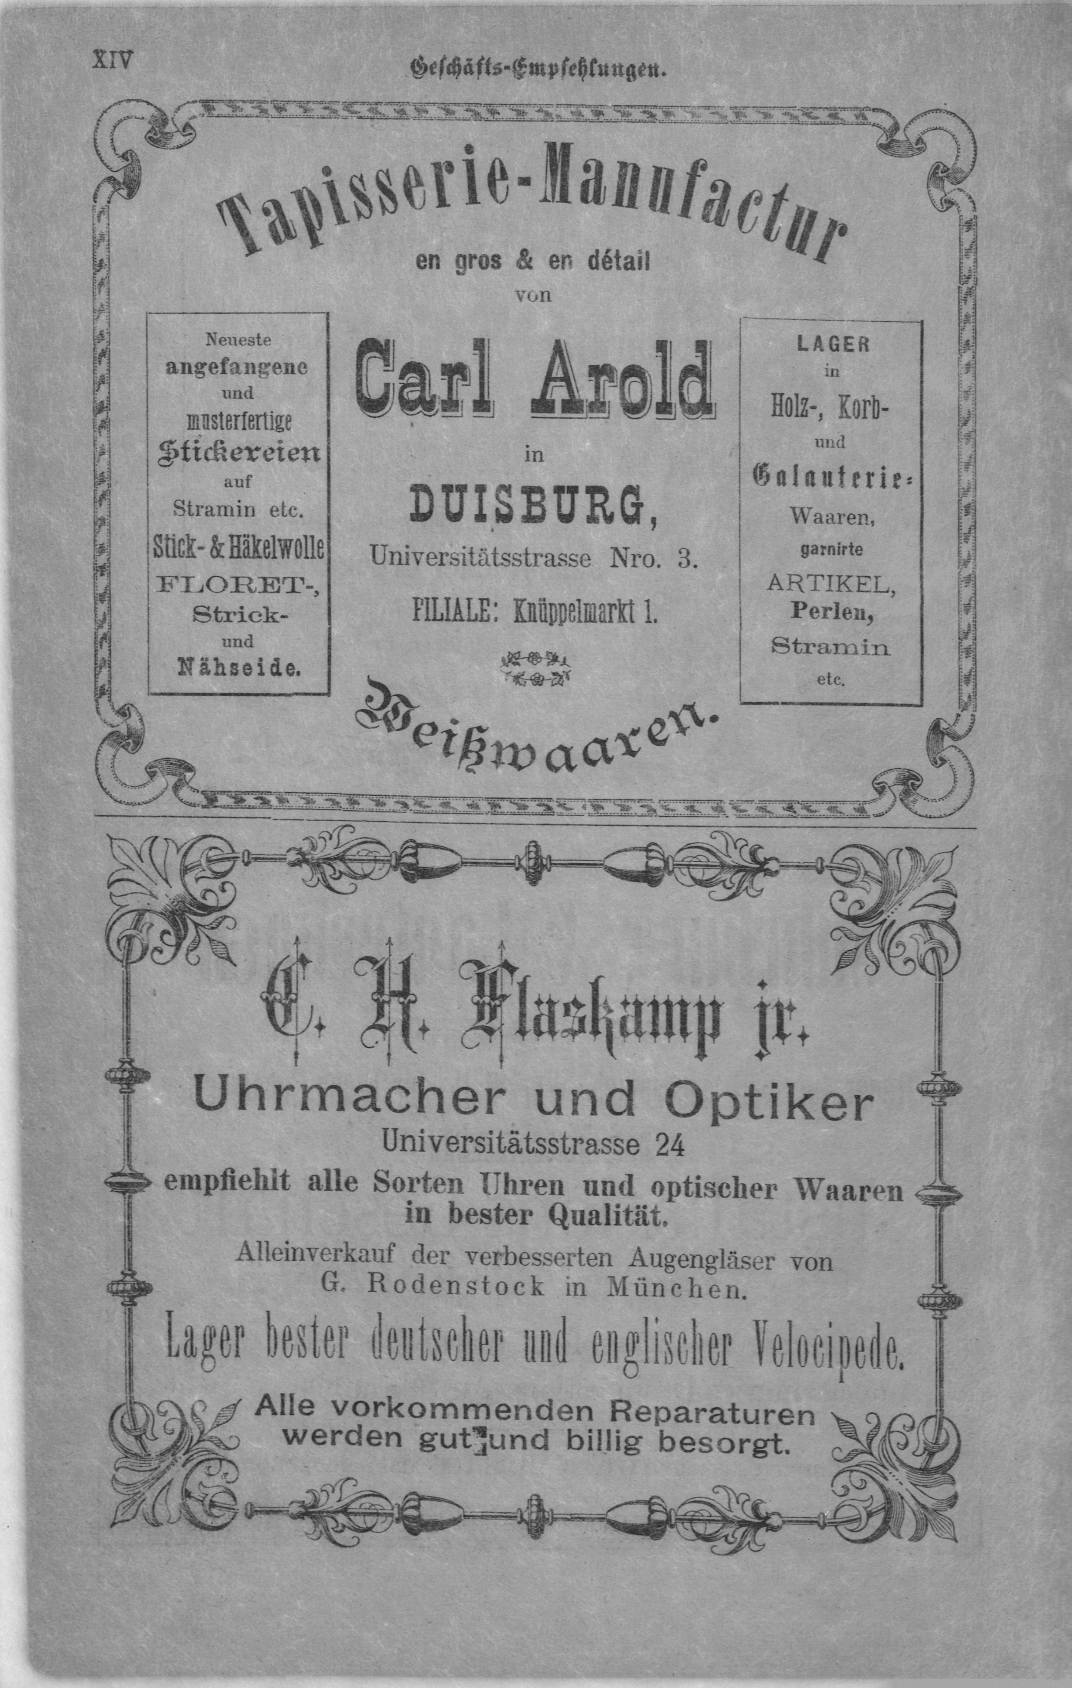 XIV
Geschäfts-Empfehlungen.
Tapisserie-Manufactur
en gros & en détail
von
Carl Arold
in
DUISBURG,
Universitätsstrasse Nro. 3.
FILIALE: Knüppelmarkt 1.
Weißwaaren.
Neueste
angefangene
und
musterfertige
Stickereien
auf
Stramin etc.
Stick- & Häkelwolle
FLORET-,
Strick-
und
Nähseide.
LAGER
in
Holz-, Korb-
und
Galanterie-
Waaren,
garnirte
ARTIKEL,
Perlen,
Stramin
etc.
C. H. Flaskamp jr.
Uhrmacher und Optiker
Universitätsstrasse 24
empfiehlt alle Sorten Uhren und optischer Waaren
in bester Qualität.
Alleinverkauf der verbesserten Augengläser von
G. Rodenstock in München.
Lager bester deutscher und englischer Velocipede.
Alle vorkommenden Reparaturen
werden gut und billig besorgt.